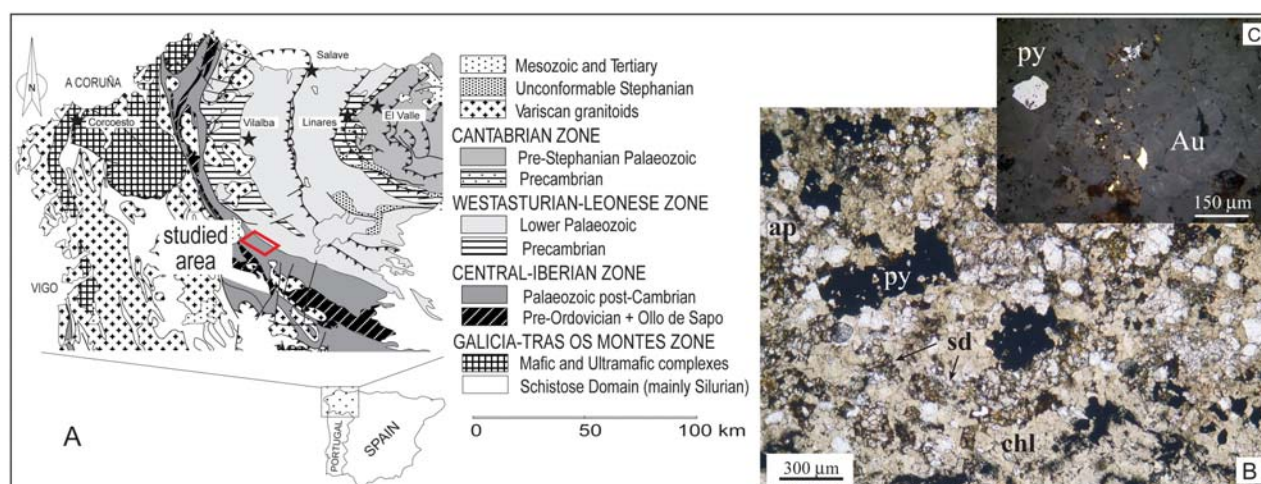 N
A CORUÑA
Corcoesto
Salave
Vilalba
Linares
El Valle
studied
area
VIGO
A
PORTUGAL
SPAIN
Mesozoic and Tertiary
Unconformable Stephanian
Variscan granitoids
CANTABRIAN ZONE
Pre-Stephanian Palaeozoic
Precambrian
WESTASTURIAN-LEONESE ZONE
Lower Palaeozoic
Precambrian
CENTRAL-IBERIAN ZONE
Palaeozoic post-Cambrian
Pre-Ordovician + Ollo de Sapo
GALICIA-TRAS OS MONTES ZONE
Mafic and Ultramafic complexes
Schistose Domain (mainly Silurian)
0 50 100 km
C
py
Au
150 µm
ap
py
sd
chl
300 µm
B